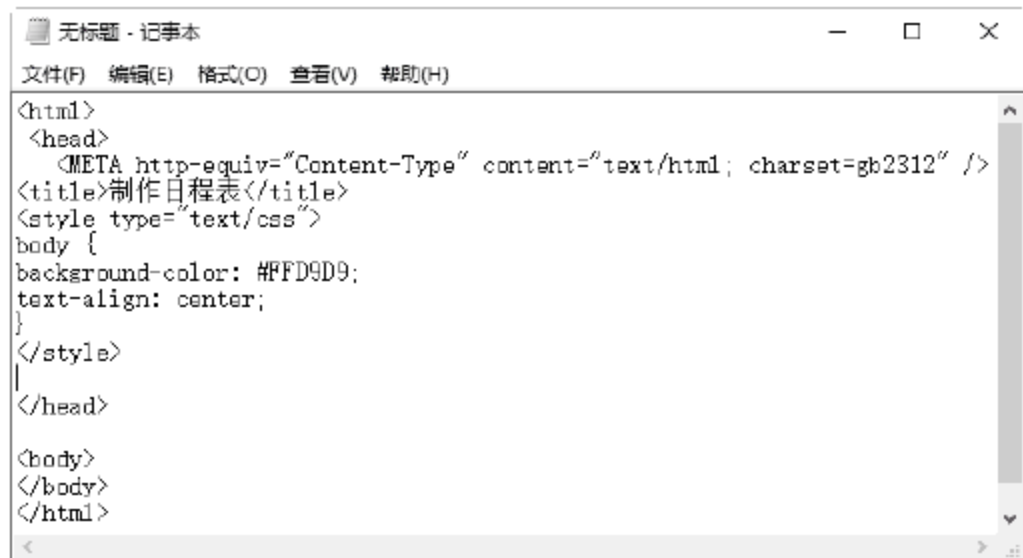 无标题 - 记事本
文件(F) 编辑(E) 格式(O) 查看(V) 帮助(H)
<html>
<head>
<META http-equiv="Content-Type" content="text/html; charset=gb2312" />
<title>制作日程表</title>
<style type="text/css">
body {
background-color: #FFD9D9;
text-align: center;
}
</style>
</head>
<body>
</body>
</html>